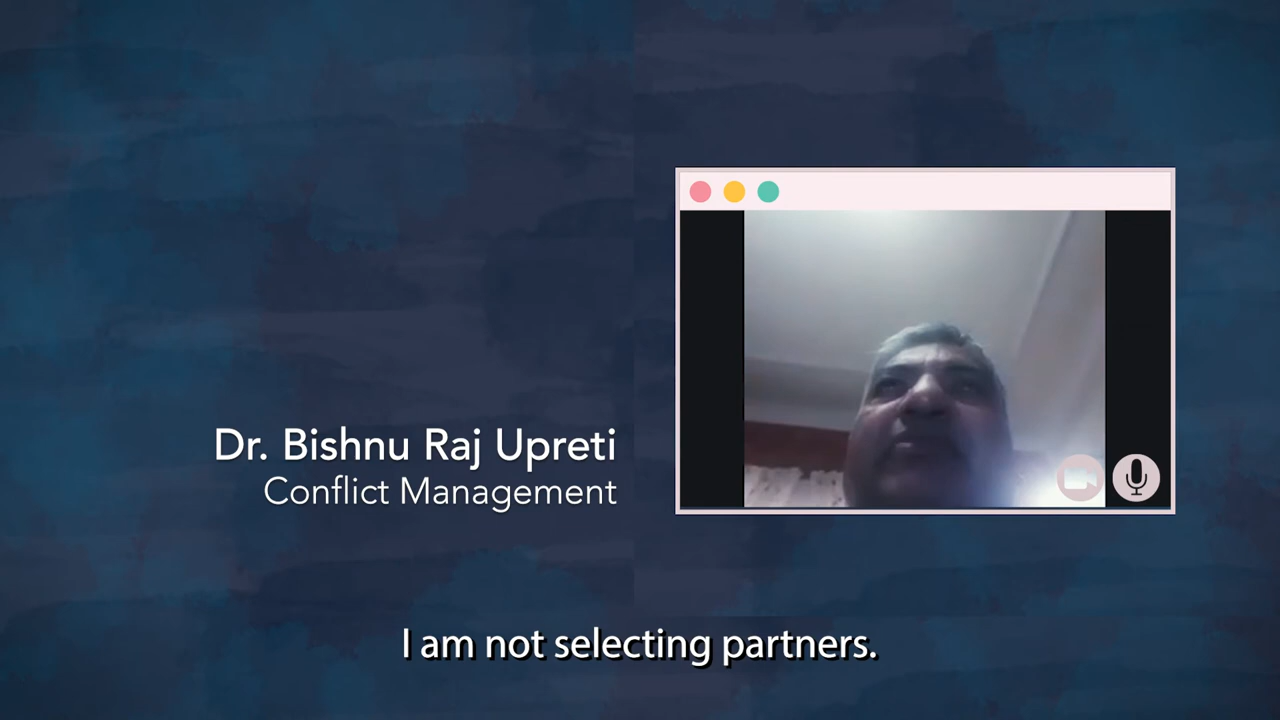 Dr. Bishnu Raj Upreti
Conflict Management
I am not selecting partners.